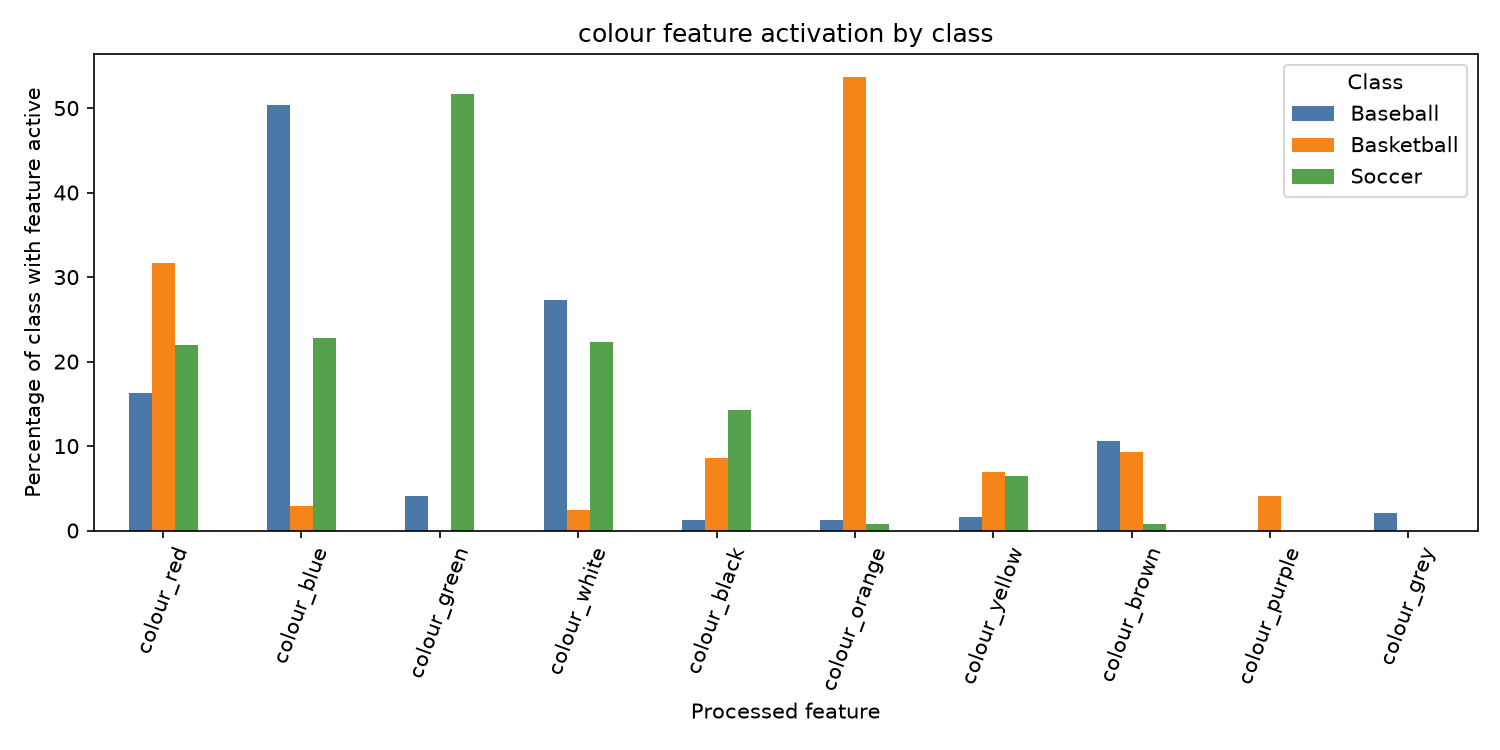 colour feature activation by class
Percentage of class with feature active
50
40
30
20
10
0
Class
Baseball
Basketball
Soccer
colour_red
colour_blue
colour_green
colour_white
colour_black
colour_orange
colour_yellow
colour_brown
colour_purple
colour_grey
Processed feature